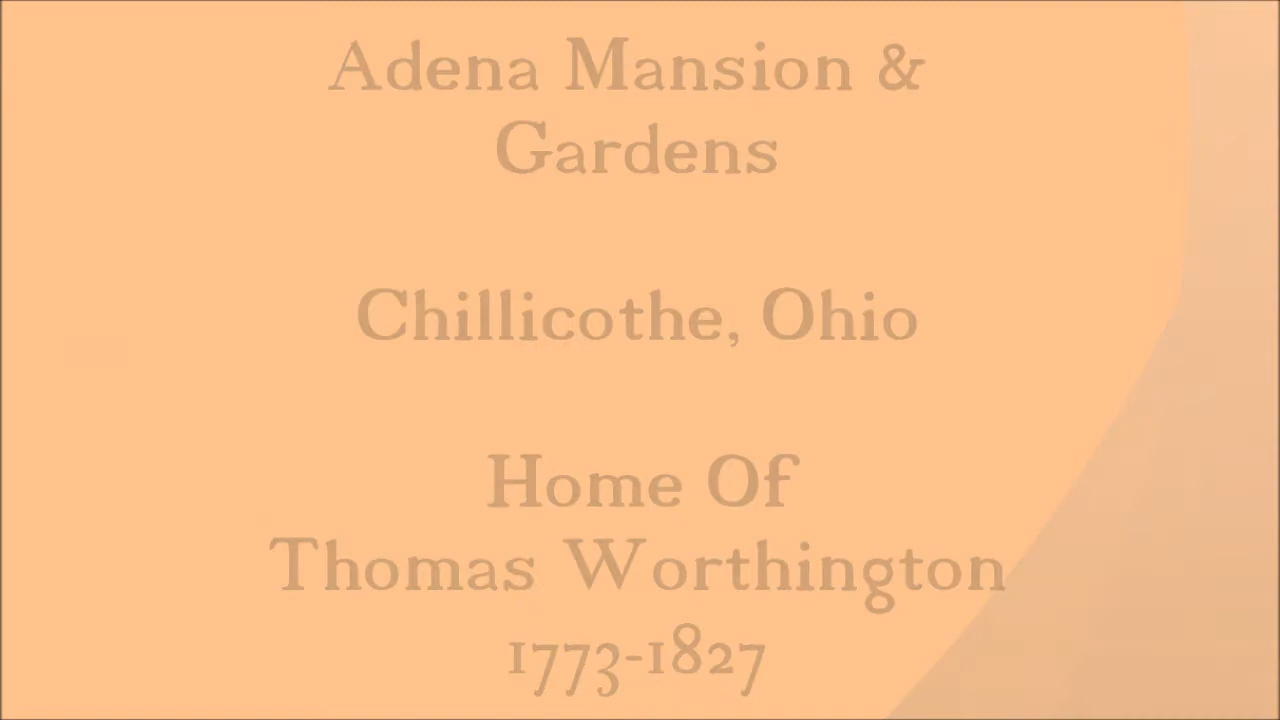 Adena Mansion &
Gardens
Chillicothe, Ohio
Home Of
Thomas Worthington
1773-1827